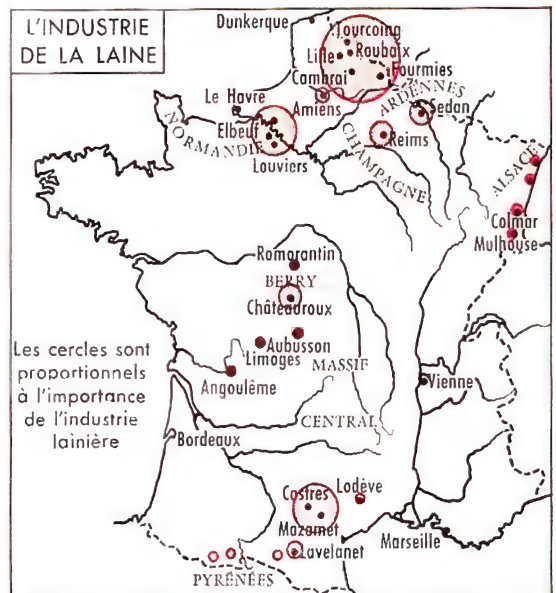 L'INDUSTRIE
DE LA LAINE
Dunkerque
Tourcoing
Lille
Roubaix
Cambrai
Fourmies
Le Havre
Amiens
ARDENNES
Sedan
NORMANDIE
Elbeuf
Louviers
Reims
CHAMPAGNE
ALSACE
Colmar
Mulhouse
Romorantin
BERRY
Châteauroux
Aubusson
Limoges
MASSIF
Angoulême
Les cercles sont
proportionnels
à l'importance
de l'industrie
lainière
Vienne
CENTRAL
Bordeaux
Castres
Lodève
Mazamet
Lavelanet
Marseille
PYRÉNÉES